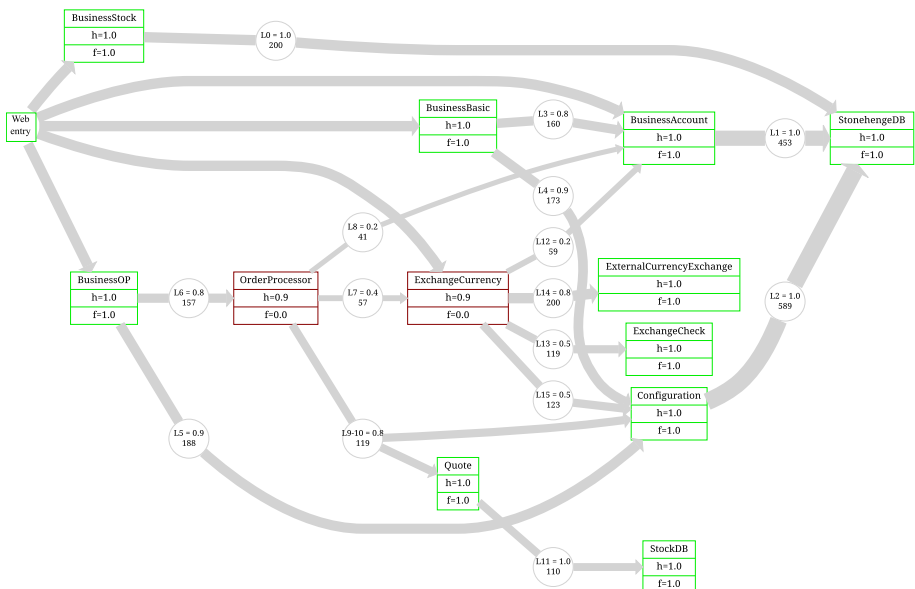 BusinessStock
h=1.0
f=1.0
L0 = 1.0
200
Web
entry
BusinessBasic
h=1.0
f=1.0
L3 = 0.8
160
BusinessAccount
h=1.0
f=1.0
L1 = 1.0
453
StonehengeDB
h=1.0
f=1.0
L4 = 0.9
173
L8 = 0.2
41
L12 = 0.2
59
BusinessOP
h=1.0
f=1.0
L6 = 0.8
157
OrderProcessor
h=0.9
f=0.0
L7 = 0.4
57
ExchangeCurrency
h=0.9
f=0.0
L14 = 0.8
200
ExternalCurrencyExchange
h=1.0
f=1.0
L2 = 1.0
589
L13 = 0.5
119
ExchangeCheck
h=1.0
f=1.0
L15 = 0.5
123
Configuration
h=1.0
f=1.0
L5 = 0.9
188
L9-10 = 0.8
119
Quote
h=1.0
f=1.0
L11 = 1.0
110
StockDB
h=1.0
f=1.0